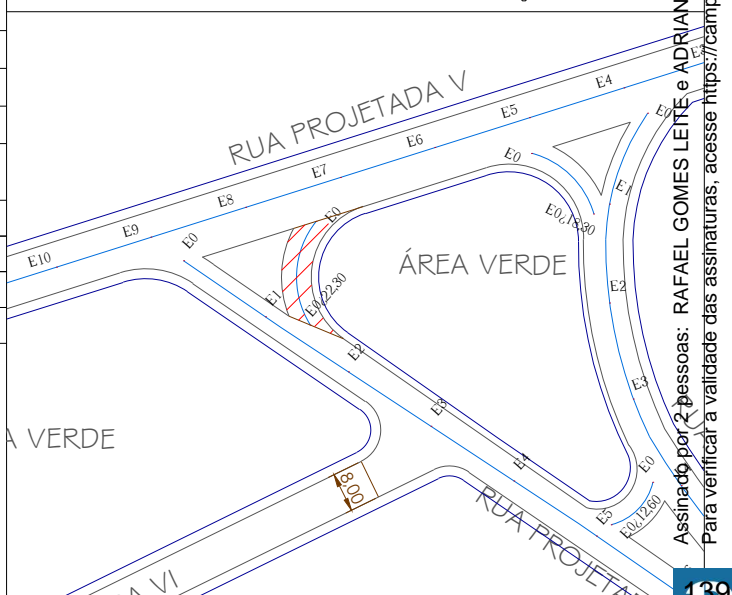 RUA PROJETADA V
E4
E5
E6
E7
E8
E9
E10
E0
E0
E0
E0
E1
E0,13,30
ÁREA VERDE
E2
E1
E0,22,30
E2
E3
E3
E4
E0
E5
E0,12,60
A VERDE
8,00
RUA PROJETA
A VI
Assinado por 2 pessoas: RAFAEL GOMES LEITE e ADRIAN
Para verificar a validade das assinaturas, acesse https://camp
139